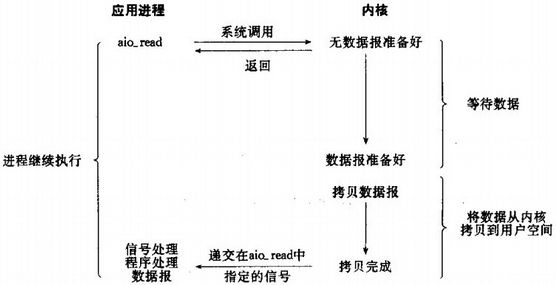 应用进程
内核
aio_read
系统调用
返回
无数据报准备好
等待数据
进程继续执行
数据报准备好
拷贝数据报
将数据从内核
拷贝到用户空间
信号处理
程序处理
数据报
递交在aio_read中
指定的信号
拷贝完成